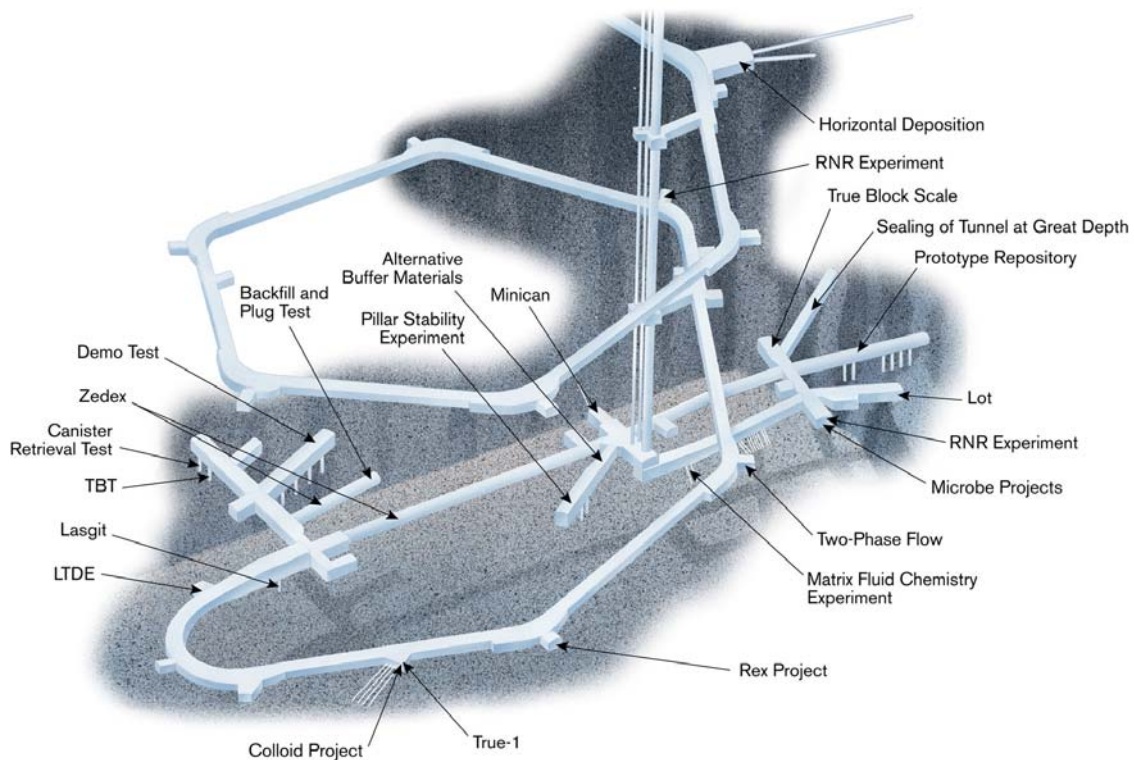 Horizontal Deposition
RNR Experiment
True Block Scale
Sealing of Tunnel at Great Depth
Prototype Repository
Alternative
Buffer Materials
Minican
Backfill and
Plug Test
Pillar Stability
Experiment
Demo Test
Zedex
Canister
Retrieval Test
TBT
Lasgit
LTDE
Lot
RNR Experiment
Microbe Projects
Two-Phase Flow
Matrix Fluid Chemistry
Experiment
Rex Project
True-1
Colloid Project